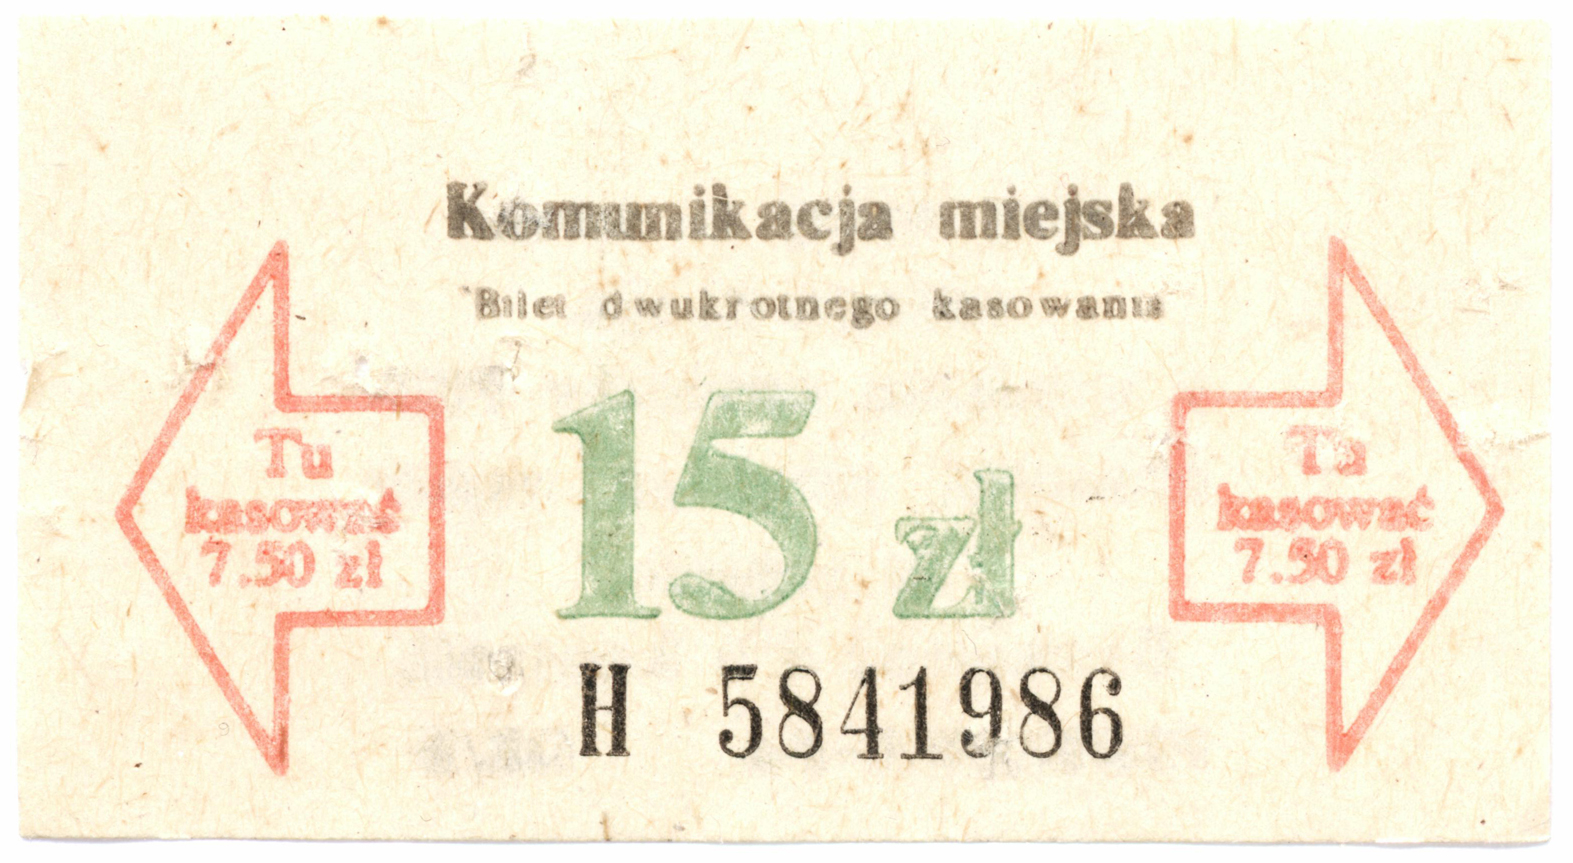 Komunikacja miejska
Bilet dwukrotnego kasowania
Tu
kasować
7.50 zł
15 zł
Tu
kasować
7.50 zł
H 5841986